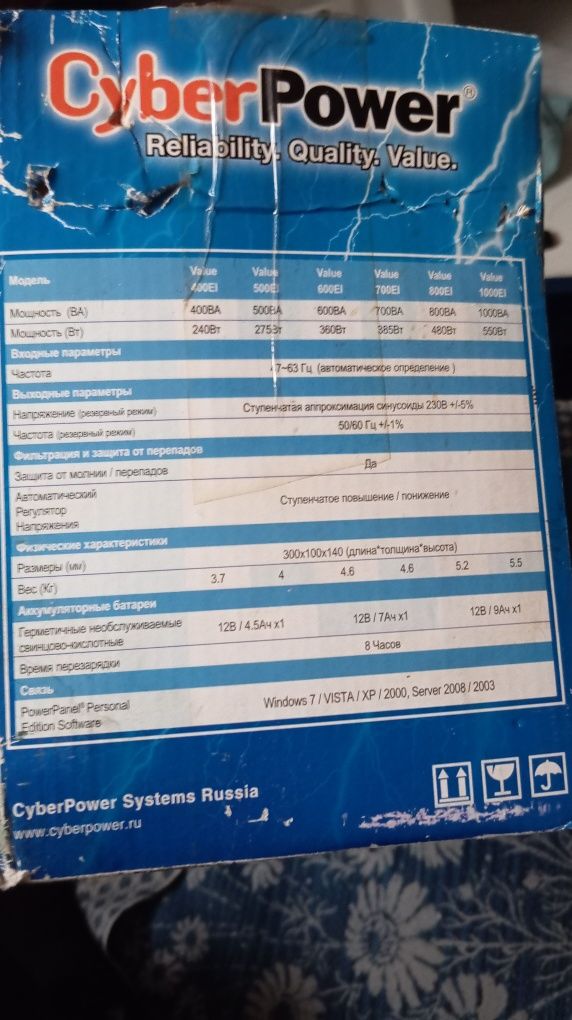 CyberPower®
Reliability. Quality. Value.
Модель Value 400EI Value 500EI Value 600EI Value 700EI Value 800EI Value 1000EI
Мощность (ВА) 400ВА 500ВА 600ВА 700ВА 800ВА 1000ВА
Мощность (Вт) 240Вт 275Вт 360Вт 385Вт 480Вт 550Вт
Входные параметры
Частота 47~63 Гц (автоматическое определение )
Выходные параметры
Напряжение (резервный режим) Ступенчатая аппроксимация синусоиды 230В +/-5%
Частота (резервный режим) 50/60 Гц +/-1%
Фильтрация и защита от перепадов
Защита от молнии / перепадов Да
Автоматический
Регулятор Ступенчатое повышение / понижение
Напряжения
Физические характеристики
Размеры (мм) 300x100x140 (длина*толщина*высота)
Вес (Кг) 3.7 4 4.6 4.6 5.2 5.5
Аккумуляторные батареи
Герметичные необслуживаемые 12В / 4.5Ач x1 12В / 7Ач x1 12В / 9Ач x1
свинцово-кислотные
Время перезарядки 8 Часов
Связь
PowerPanel® Personal Windows 7 / VISTA / XP / 2000, Server 2008 / 2003
Edition Software
CyberPower Systems Russia
www.cyberpower.ru